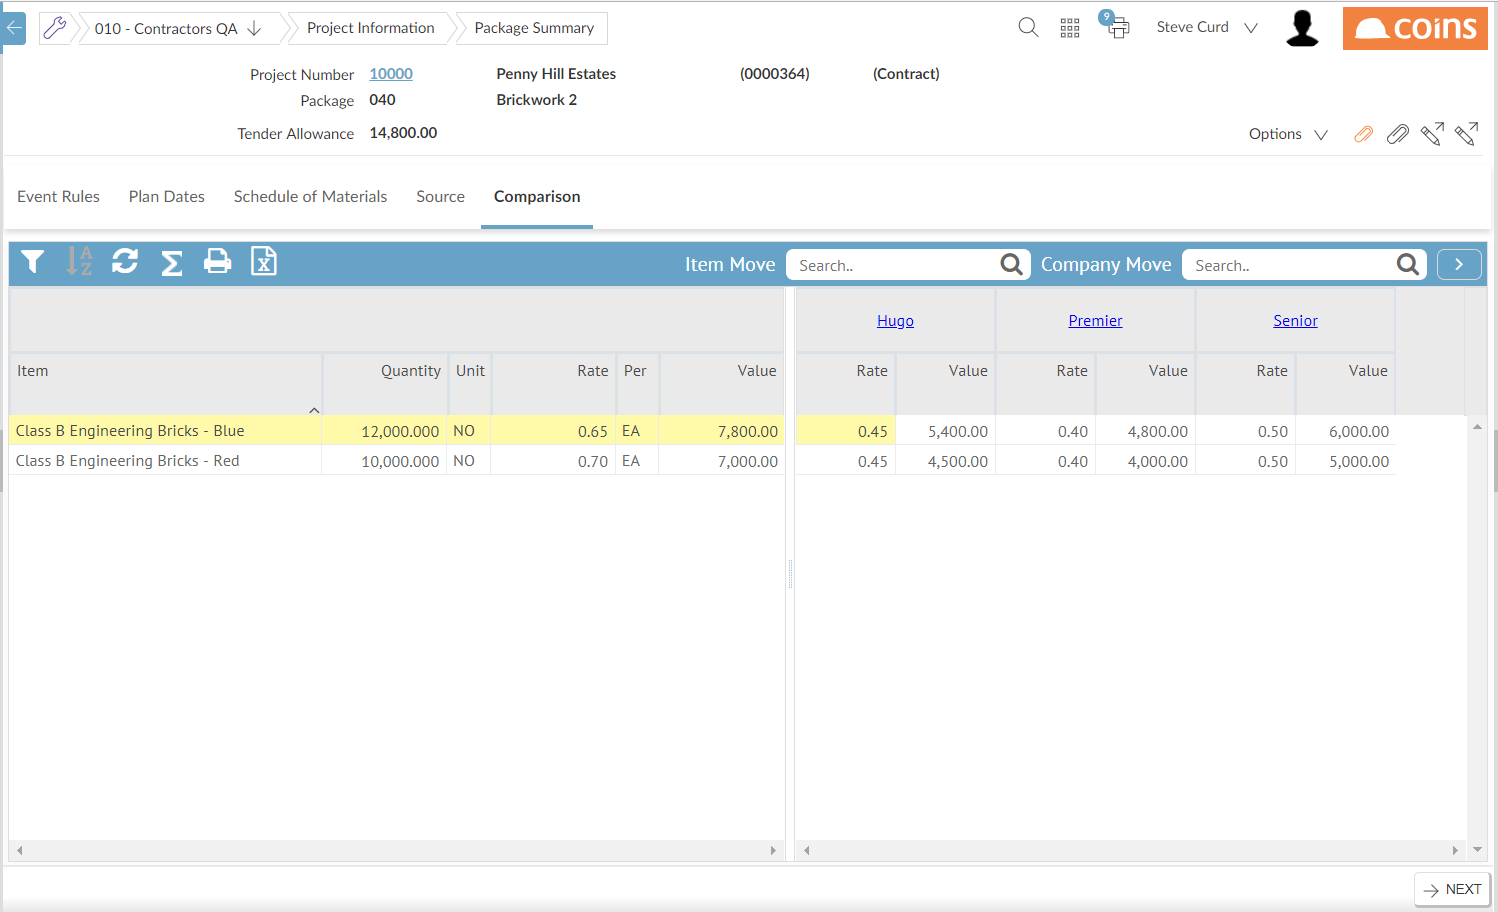 010 - Contractors QA
Project Information
Package Summary
9
Steve Curd
coins
Project Number 10000 Penny Hill Estates (0000364) (Contract)
Package 040 Brickwork 2
Tender Allowance 14,800.00
Options
Event Rules Plan Dates Schedule of Materials Source Comparison
A
Z
Item Move Search.. Company Move Search..
Hugo Premier Senior
Item Quantity Unit Rate Per Value Rate Value Rate Value Rate Value
Class B Engineering Bricks - Blue 12,000.000 NO 0.65 EA 7,800.00 0.45 5,400.00 0.40 4,800.00 0.50 6,000.00
Class B Engineering Bricks - Red 10,000.000 NO 0.70 EA 7,000.00 0.45 4,500.00 0.40 4,000.00 0.50 5,000.00
NEXT